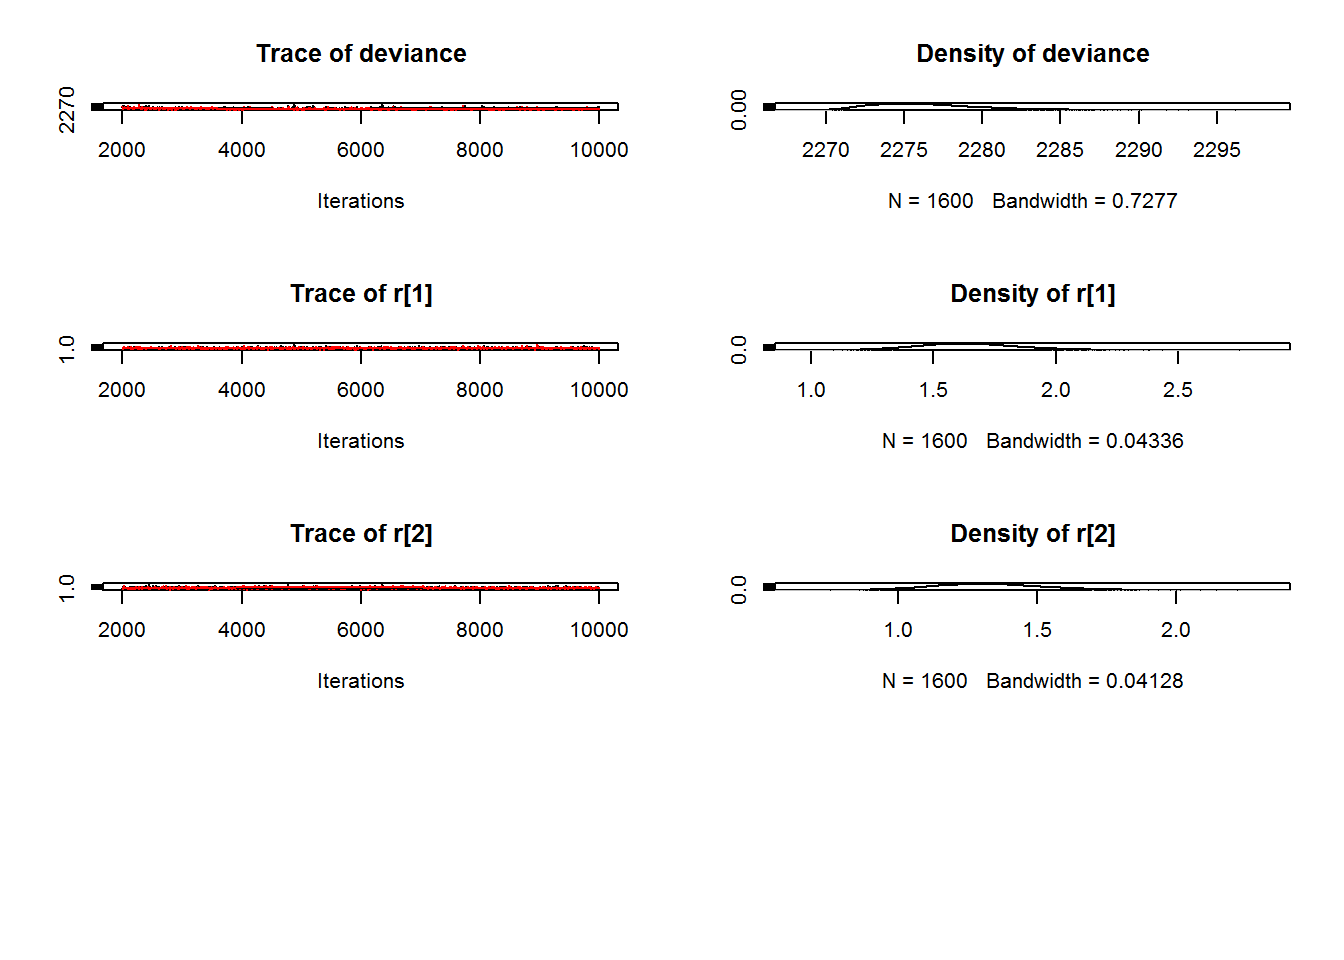 Trace of deviance
2270
2000 4000 6000 8000 10000
Iterations
Density of deviance
0.00
2270 2275 2280 2285 2290 2295
N = 1600 Bandwidth = 0.7277
Trace of r[1]
1.0
2000 4000 6000 8000 10000
Iterations
Density of r[1]
0.0
1.0 1.5 2.0 2.5
N = 1600 Bandwidth = 0.04336
Trace of r[2]
1.0
2000 4000 6000 8000 10000
Iterations
Density of r[2]
0.0
1.0 1.5 2.0
N = 1600 Bandwidth = 0.04128